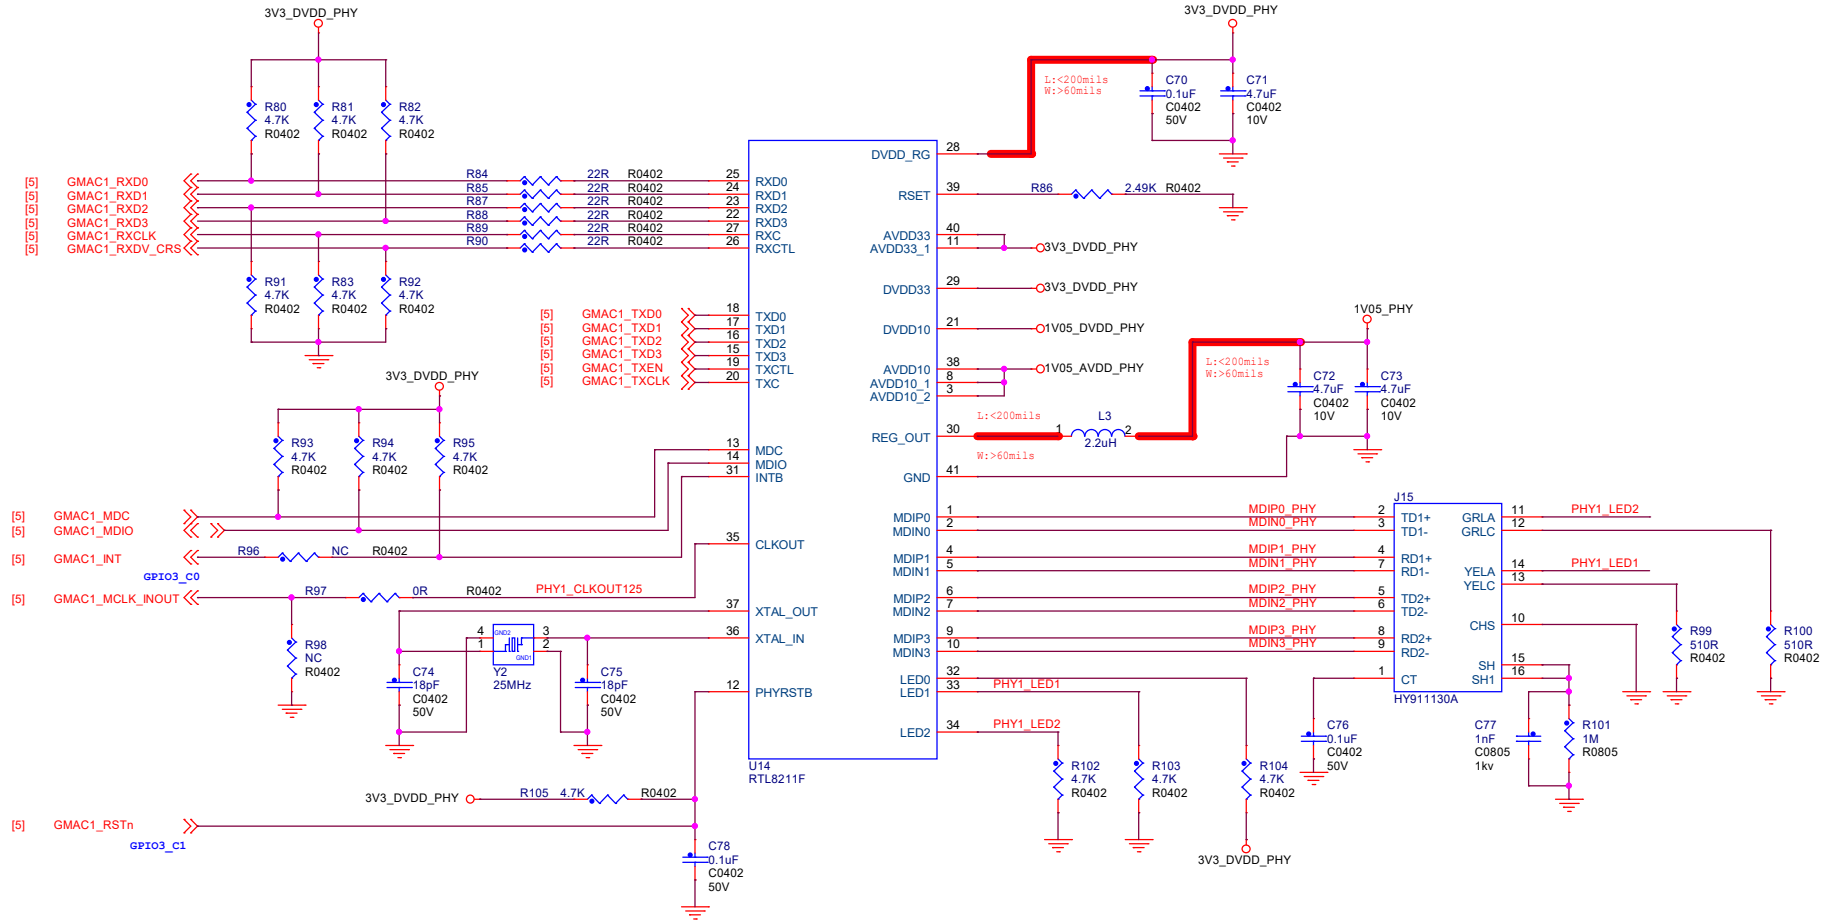 3V3_DVDD_PHY
3V3_DVDD_PHY
L:<200mils
W:>60mils
C70
0.1uF
C0402
50V
C71
4.7uF
C0402
10V
R80
4.7K
R0402
R81
4.7K
R0402
R82
4.7K
R0402
[5] GMAC1_RXD0 R84 22R R0402 25 RXD0
[5] GMAC1_RXD1 R85 22R R0402 24 RXD1
[5] GMAC1_RXD2 R87 22R R0402 23 RXD2
[5] GMAC1_RXD3 R88 22R R0402 22 RXD3
[5] GMAC1_RXCLK R89 22R R0402 27 RXC
[5] GMAC1_RXDV_CRS R90 22R R0402 26 RXCTL
R91
4.7K
R0402
R83
4.7K
R0402
R92
4.7K
R0402
[5] GMAC1_TXD0 18 TXD0
[5] GMAC1_TXD1 17 TXD1
[5] GMAC1_TXD2 16 TXD2
[5] GMAC1_TXD3 15 TXD3
[5] GMAC1_TXEN 19 TXCTL
[5] GMAC1_TXCLK 20 TXC
3V3_DVDD_PHY
R93
4.7K
R0402
R94
4.7K
R0402
R95
4.7K
R0402
13 MDC
14 MDIO
31 INTB
[5] GMAC1_MDC
[5] GMAC1_MDIO
[5] GMAC1_INT R96 NC R0402
GPIO3_C0
35 CLKOUT
[5] GMAC1_MCLK_INOUT R97 0R R0402 PHY1_CLKOUT125
R98
NC
R0402
37 XTAL_OUT
36 XTAL_IN
4 GND2 3
1 GND1 2
Y2
25MHz
C74
18pF
C0402
50V
C75
18pF
C0402
50V
12 PHYRSTB
U14
RTL8211F
3V3_DVDD_PHY R105 4.7K R0402
[5] GMAC1_RSTn
GPIO3_C1
C78
0.1uF
C0402
50V
DVDD_RG 28
RSET 39 R86 2.49K R0402
AVDD33 40
AVDD33_1 11 3V3_DVDD_PHY
DVDD33 29 3V3_DVDD_PHY
DVDD10 21 1V05_DVDD_PHY
AVDD10 38 1V05_AVDD_PHY
AVDD10_1 8
AVDD10_2 3
1V05_PHY
L:<200mils
W:>60mils
C72
4.7uF
C0402
10V
C73
4.7uF
C0402
10V
L:<200mils
REG_OUT 30 1 L3 2
2.2uH
W:>60mils
GND 41
MDIP0 1 MDIP0_PHY 2 TD1+
MDIN0 2 MDIN0_PHY 3 TD1-
MDIP1 4 MDIP1_PHY 4 RD1+
MDIN1 5 MDIN1_PHY 7 RD1-
MDIP2 6 MDIP2_PHY 5 TD2+
MDIN2 7 MDIN2_PHY 6 TD2-
MDIP3 9 MDIP3_PHY 8 RD2+
MDIN3 10 MDIN3_PHY 9 RD2-
LED0 32 1 CT
LED1 33 PHY1_LED1
LED2 34 PHY1_LED2
J15
GRLA 11 PHY1_LED2
GRLC 12
YELA 14 PHY1_LED1
YELC 13
CHS 10
SH 15
SH1 16
HY911130A
R99
510R
R0402
R100
510R
R0402
C76
0.1uF
C0402
50V
C77
1nF
C0805
1kv
R101
1M
R0805
R102
4.7K
R0402
R103
4.7K
R0402
R104
4.7K
R0402
3V3_DVDD_PHY